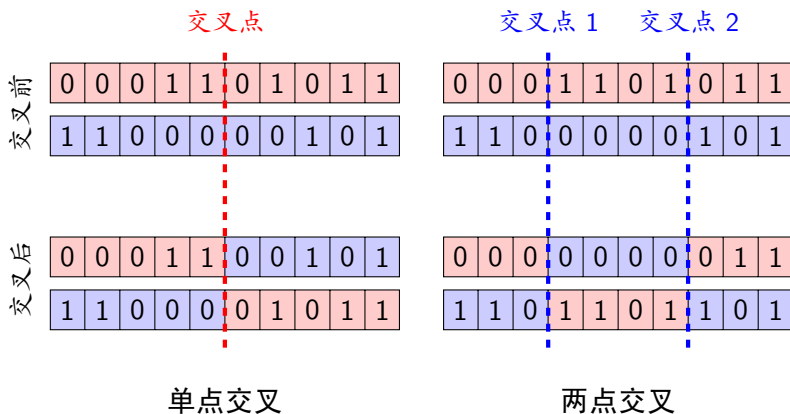 交叉点
交叉点 1 交叉点 2
交叉前
0 0 0 1 1 0 1 0 1 1
1 1 0 0 0 0 0 1 0 1
0 0 0 1 1 0 1 0 1 1
1 1 0 0 0 0 0 1 0 1
交叉后
0 0 0 1 1 0 0 1 0 1
1 1 0 0 0 0 1 0 1 1
0 0 0 0 0 0 0 0 1 1
1 1 0 1 1 0 1 1 0 1
单点交叉
两点交叉